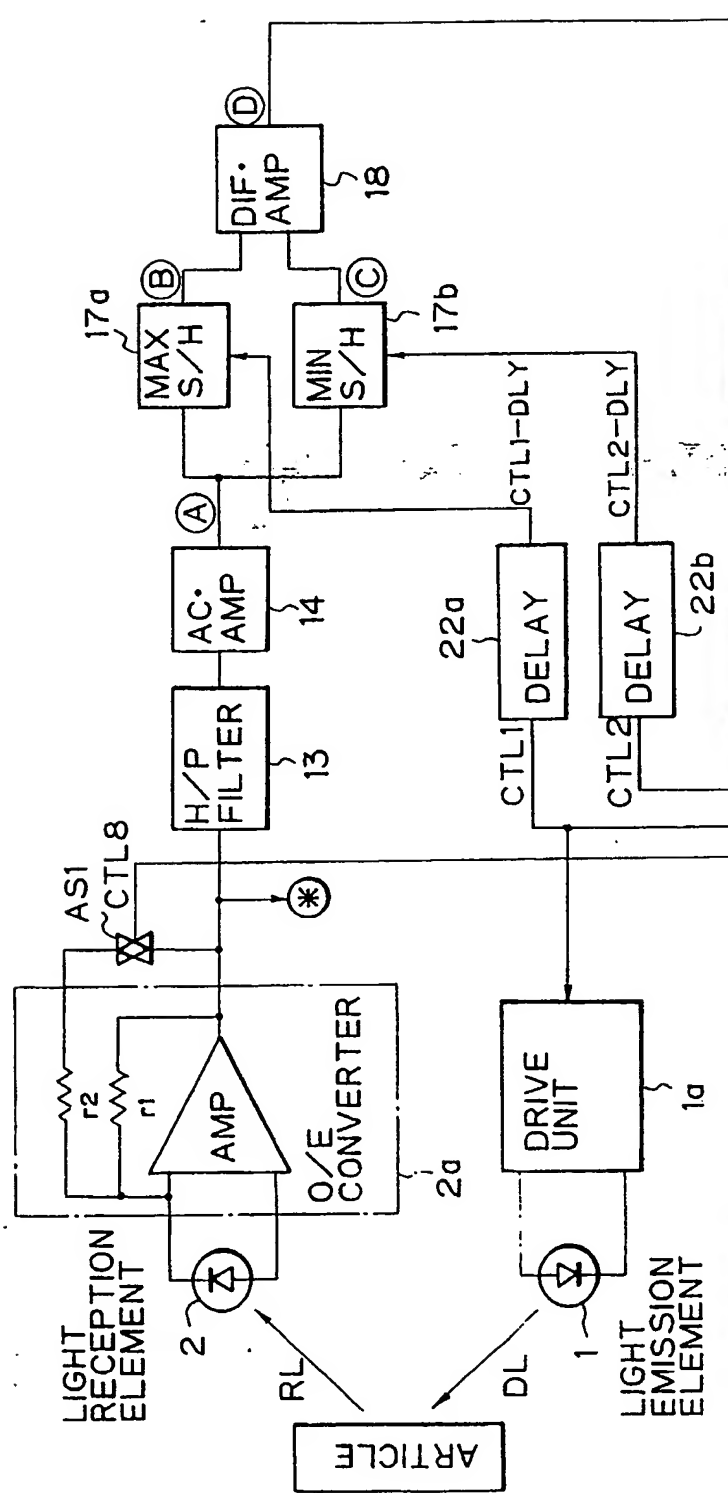 LIGHT
RECEPTION
ELEMENT
2
RL
ARTICLE
DL
1
LIGHT
EMISSION
ELEMENT
r2
r1
AMP
O/E
CONVERTER
2a
AS1
CTL8
*
H/P
FILTER
13
AC·
AMP
14
A
MAX
S/H
17a
B
MIN
S/H
17b
C
DIF·
AMP
18
D
DRIVE
UNIT
1a
CTL1
DELAY
22a
CTL1-DLY
CTL2
DELAY
22b
CTL2-DLY